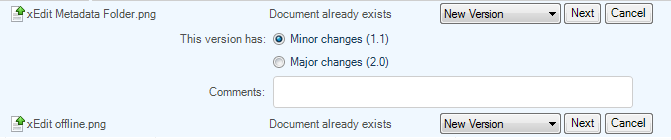 xEdit Metadata Folder.png Document already exists New Version Next Cancel
This version has: Minor changes (1.1)
Major changes (2.0)
Comments:
xEdit offline.png Document already exists New Version Next Cancel